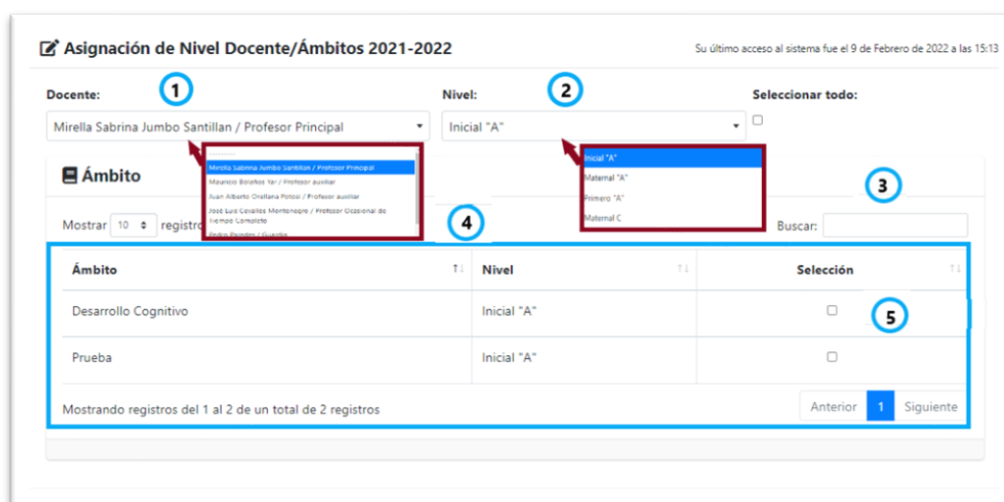 Asignación de Nivel Docente/Ámbitos 2021-2022
Su último acceso al sistema fue el 9 de Febrero de 2022 a las 15:13
Docente:
1
Nivel:
2
Seleccionar todo:
Mirella Sabrina Jumbo Santillan / Profesor Principal
Inicial "A"
Mirella Sabrina Jumbo Santillan / Profesor Principal
Mauricio Bolaños / Profesor auxiliar
Juan Alberto Orellana / Profesor auxiliar
José Luis Cevallos Montenegro / Profesor Ocasional de
Tiempo Completo
Pedro Paredes / Guardia
Inicial "A"
Maternal "A"
Primero "A"
Maternal C
Ámbito
3
Mostrar 10 registro
4
Buscar:
Ámbito
Nivel
Selección
Desarrollo Cognitivo
Inicial "A"
5
Prueba
Inicial "A"
Mostrando registros del 1 al 2 de un total de 2 registros
Anterior
1
Siguiente